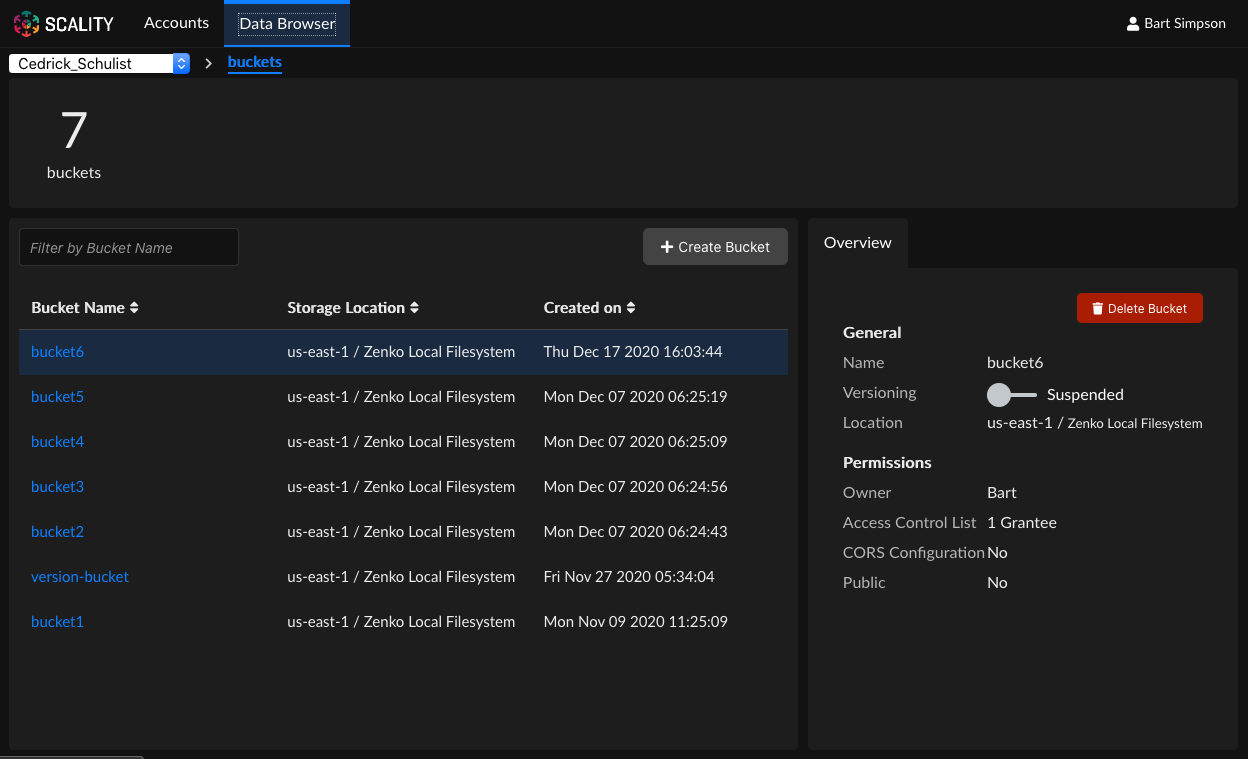 SCALITY Accounts Data Browser Bart Simpson
Cedrick_Schulist buckets
7
buckets
Filter by Bucket Name
Create Bucket
Bucket Name Storage Location Created on
bucket6 us-east-1 / Zenko Local Filesystem Thu Dec 17 2020 16:03:44
bucket5 us-east-1 / Zenko Local Filesystem Mon Dec 07 2020 06:25:19
bucket4 us-east-1 / Zenko Local Filesystem Mon Dec 07 2020 06:25:09
bucket3 us-east-1 / Zenko Local Filesystem Mon Dec 07 2020 06:24:56
bucket2 us-east-1 / Zenko Local Filesystem Mon Dec 07 2020 06:24:43
version-bucket us-east-1 / Zenko Local Filesystem Fri Nov 27 2020 05:34:04
bucket1 us-east-1 / Zenko Local Filesystem Mon Nov 09 2020 11:25:09
Overview
Delete Bucket
General
Name bucket6
Versioning Suspended
Location us-east-1 / Zenko Local Filesystem
Permissions
Owner Bart
Access Control List 1 Grantee
CORS Configuration No
Public No